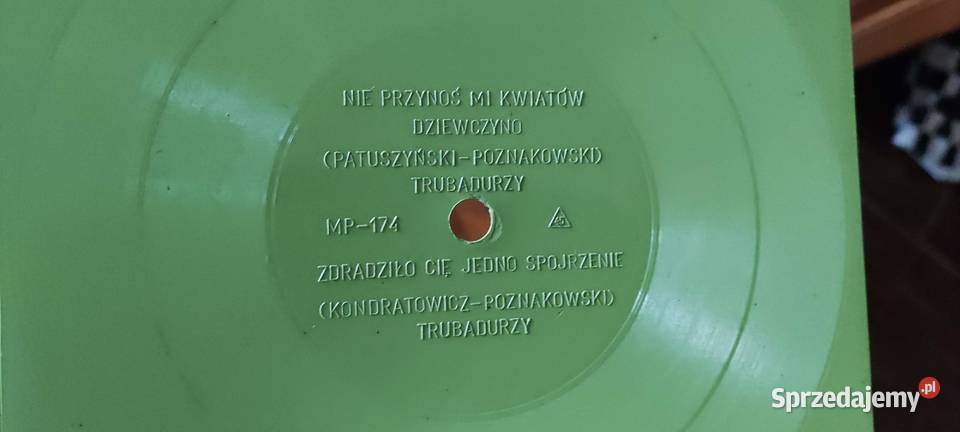 NIE PRZYNOŚ MI KWIATÓW
DZIEWCZYNO
(PATUSZYŃSKI-POZNAKOWSKI)
TRUBADURZY
MP-174
ZDRADZIŁO CIĘ JEDNO SPOJRZENIE
(KONDRATOWICZ-POZNAKOWSKI)
TRUBADURZY
Sprzedajemy.pl